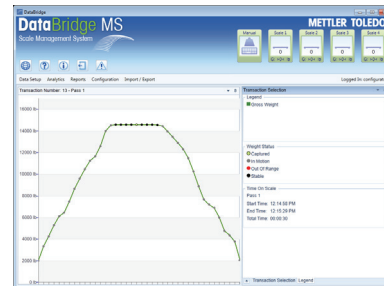 DataBridge
DataBridge MS
Scale Management System
METTLER TOLEDO
Manual
Scale 1
Scale 2
Scale 3
Scale 4
0
0
0
0
Data Setup Analytics Reports Configuration Import / Export
Logged In: configurat
Transaction Number: 13 - Pass 1
Transaction Selection
Legend
Gross Weight
16000 lb
14000 lb
12000 lb
10000 lb
8000 lb
6000 lb
4000 lb
2000 lb
0 lb
Weight Status
Captured
In-Motion
Out Of Range
Stable
Time On Scale
Pass 1
Start Time: 12:14:58 PM
End Time: 12:15:29 PM
Total Time: 00:00:30
Transaction Selection Legend